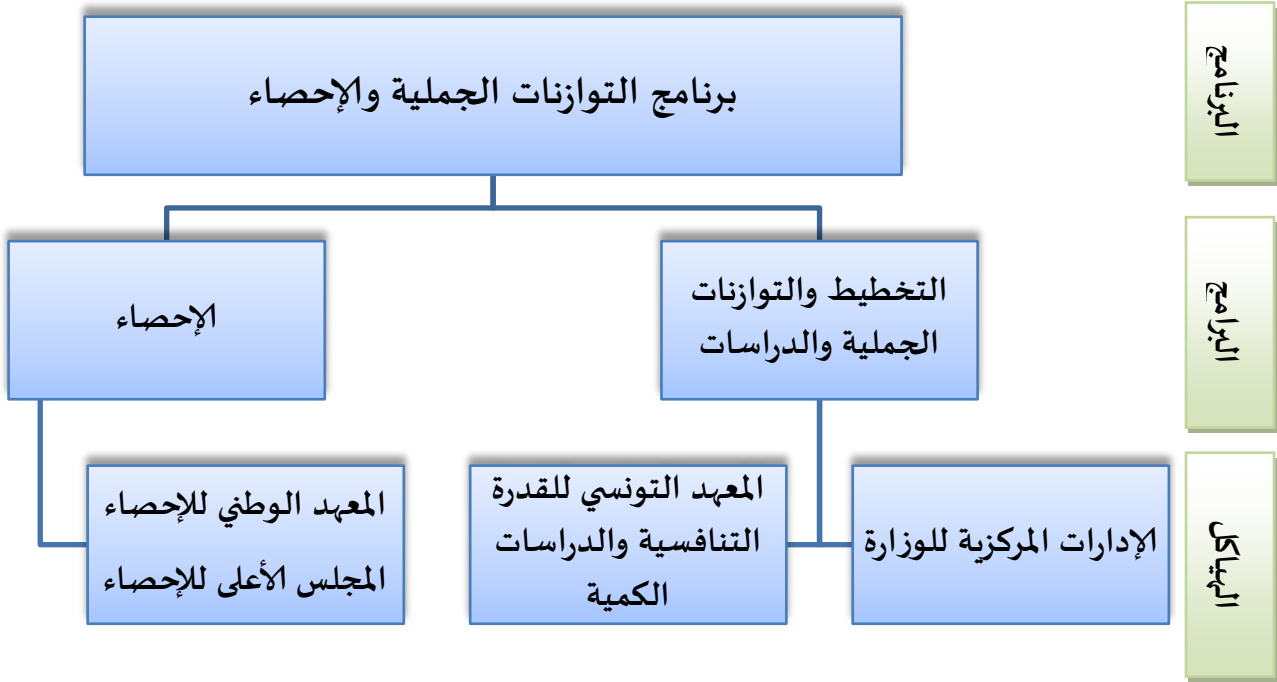 برنامج التوازنات الجملية والإحصاء
البرنامج
التخطيط والتوازنات
الجملية والدراسات
الإحصاء
البرامج
الإدارات المركزية للوزارة
المعهد التونسي للقدرة
التنافسية والدراسات
الكمية
المعهد الوطني للإحصاء
المجلس الأعلى للإحصاء
الهياكل